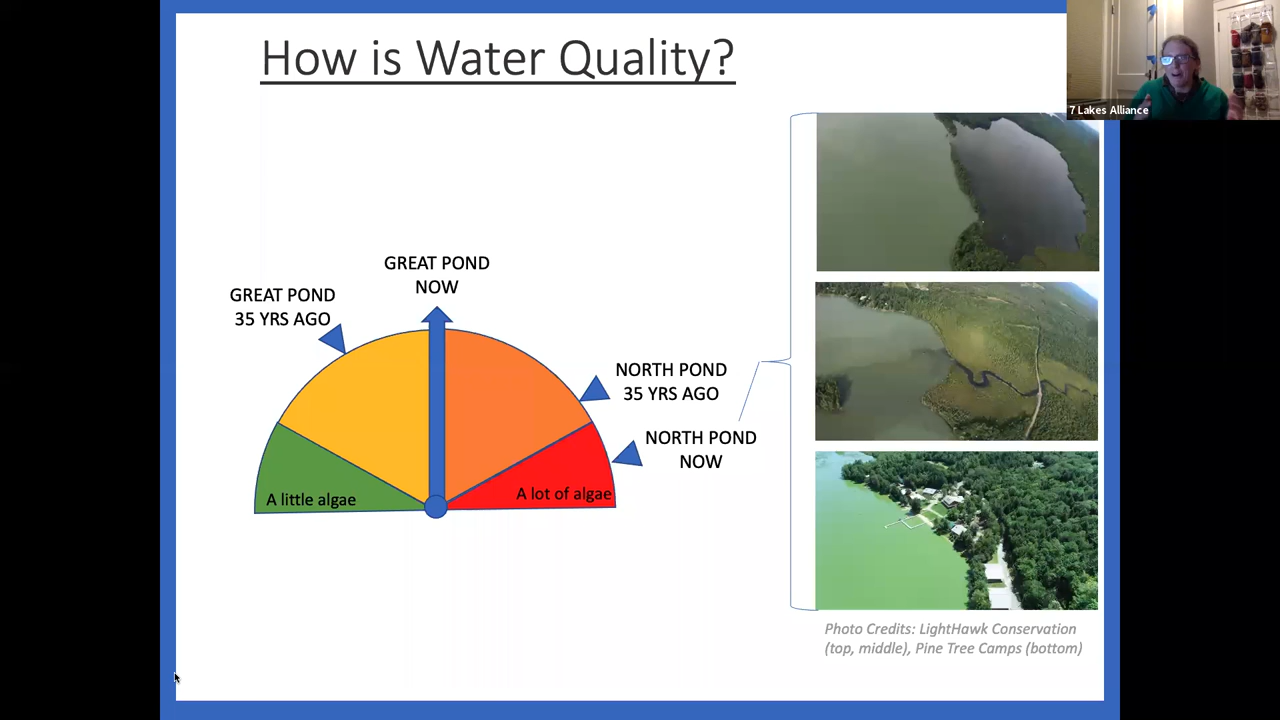 How is Water Quality?
7 Lakes Alliance
GREAT POND
NOW
GREAT POND
35 YRS AGO
NORTH POND
35 YRS AGO
NORTH POND
NOW
A little algae
A lot of algae
Photo Credits: LightHawk Conservation
(top, middle), Pine Tree Camps (bottom)